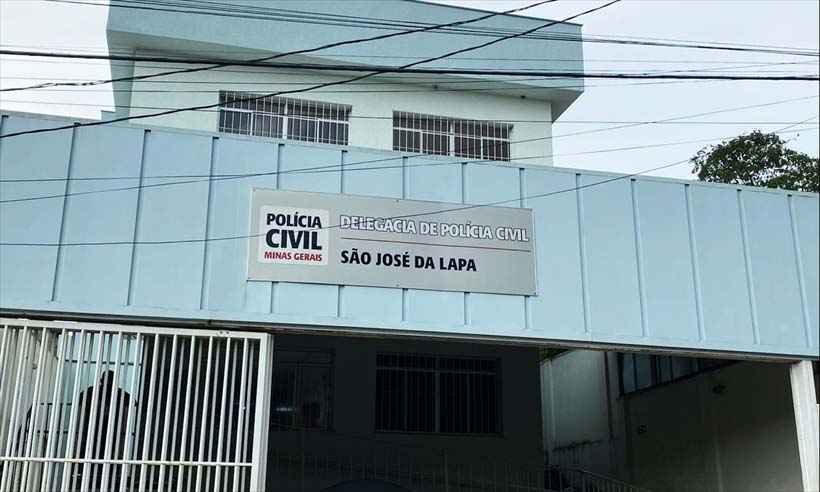 POLÍCIA
CIVIL
MINAS GERAIS
DELEGACIA DE POLÍCIA CIVIL
SÃO JOSÉ DA LAPA